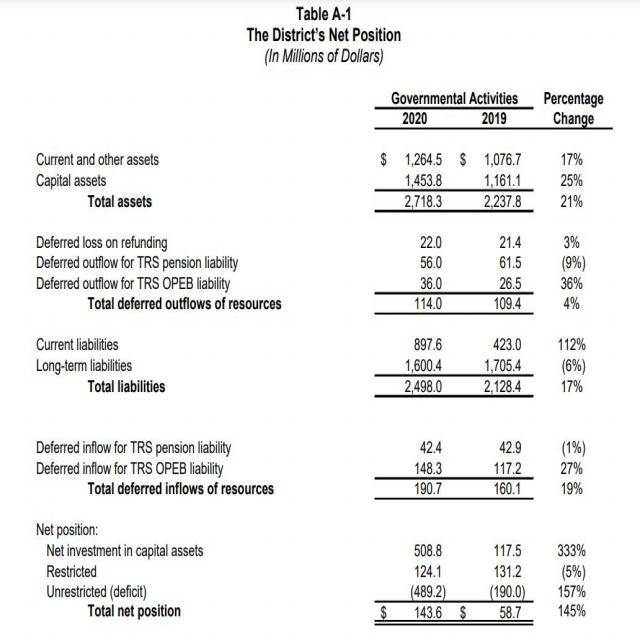 Table A-1
The District's Net Position
(In Millions of Dollars)
Governmental Activities Percentage
2020 2019 Change
Current and other assets $ 1,264.5 $ 1,076.7 17%
Capital assets 1,453.8 1,161.1 25%
Total assets 2,718.3 2,237.8 21%
Deferred loss on refunding 22.0 21.4 3%
Deferred outflow for TRS pension liability 56.0 61.5 (9%)
Deferred outflow for TRS OPEB liability 36.0 26.5 36%
Total deferred outflows of resources 114.0 109.4 4%
Current liabilities 897.6 423.0 112%
Long-term liabilities 1,600.4 1,705.4 (6%)
Total liabilities 2,498.0 2,128.4 17%
Deferred inflow for TRS pension liability 42.4 42.9 (1%)
Deferred inflow for TRS OPEB liability 148.3 117.2 27%
Total deferred inflows of resources 190.7 160.1 19%
Net position:
Net investment in capital assets 508.8 117.5 333%
Restricted 124.1 131.2 (5%)
Unrestricted (deficit) (489.2) (190.0) 157%
Total net position $ 143.6 $ 58.7 145%